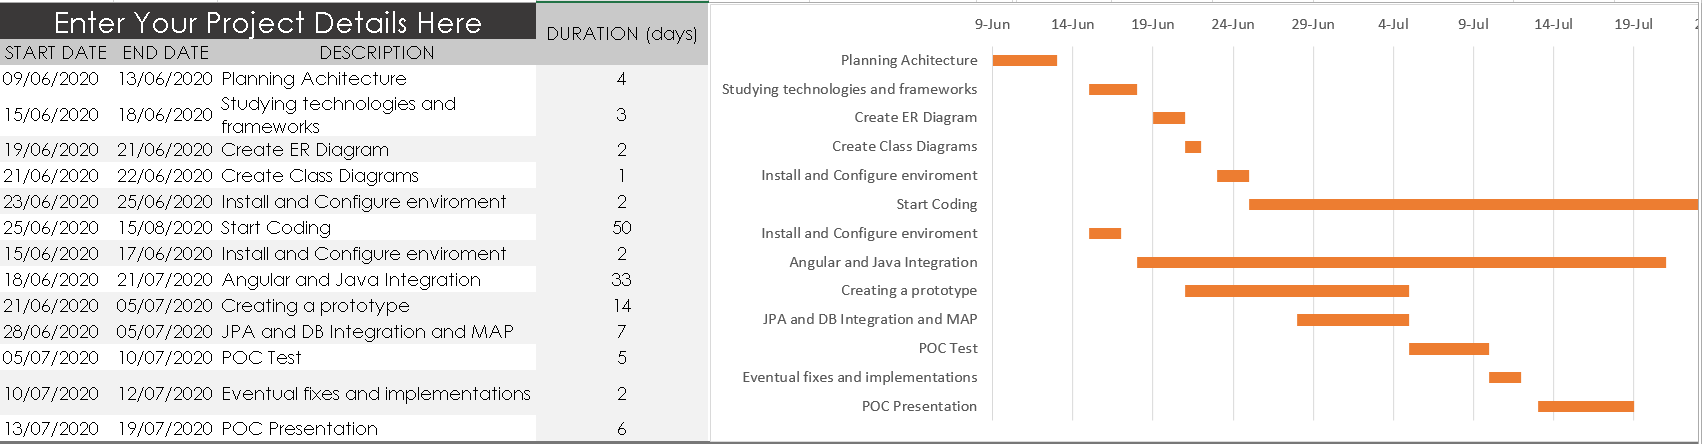 Enter Your Project Details Here
DURATION (days)
START DATE END DATE DESCRIPTION
09/06/2020 13/06/2020 Planning Achitecture 4
15/06/2020 18/06/2020 Studying technologies and frameworks 3
19/06/2020 21/06/2020 Create ER Diagram 2
21/06/2020 22/06/2020 Create Class Diagrams 1
23/06/2020 25/06/2020 Install and Configure enviroment 2
25/06/2020 15/08/2020 Start Coding 50
15/06/2020 17/06/2020 Install and Configure enviroment 2
18/06/2020 21/07/2020 Angular and Java Integration 33
21/06/2020 05/07/2020 Creating a prototype 14
28/06/2020 05/07/2020 JPA and DB Integration and MAP 7
05/07/2020 10/07/2020 POC Test 5
10/07/2020 12/07/2020 Eventual fixes and implementations 2
13/07/2020 19/07/2020 POC Presentation 6
9-Jun 14-Jun 19-Jun 24-Jun 29-Jun 4-Jul 9-Jul 14-Jul 19-Jul
Planning Achitecture
Studying technologies and frameworks
Create ER Diagram
Create Class Diagrams
Install and Configure enviroment
Start Coding
Install and Configure enviroment
Angular and Java Integration
Creating a prototype
JPA and DB Integration and MAP
POC Test
Eventual fixes and implementations
POC Presentation